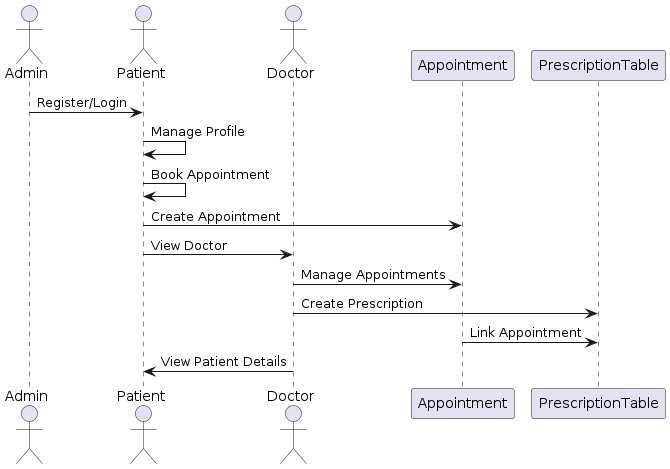 Admin
Patient
Doctor
Appointment
PrescriptionTable
Register/Login
Manage Profile
Book Appointment
Create Appointment
View Doctor
Manage Appointments
Create Prescription
Link Appointment
View Patient Details
Admin
Patient
Doctor
Appointment
PrescriptionTable